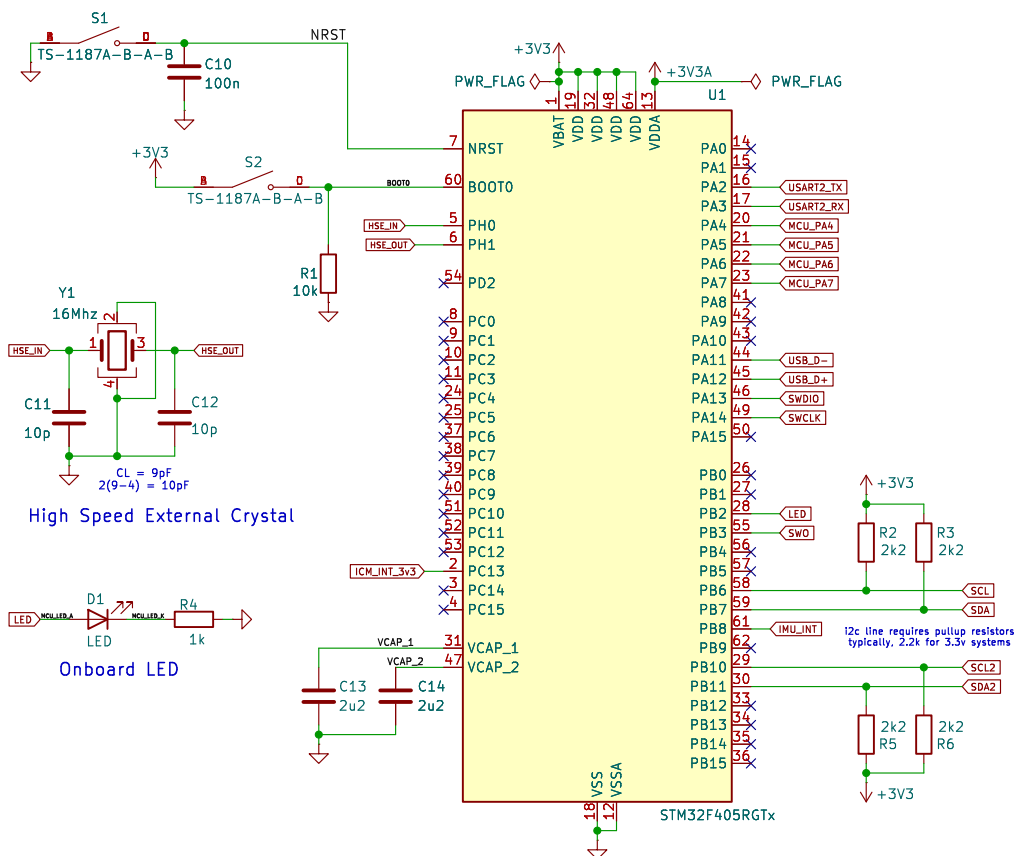 S1
B D
TS-1187A-B-A-B
NRST
C10
100n
+3V3
S2
B D
TS-1187A-B-A-B
BOOT0
R1
10k
HSE_IN
HSE_OUT
Y1
16Mhz
2
1 3
4
HSE_IN
HSE_OUT
C11
10p
C12
10p
CL = 9pF
2(9-4) = 10pF
High Speed External Crystal
ICM_INT_3v3
LED
MCU_LED_A
D1
LED
MCU_LED_K
R4
1k
Onboard LED
VCAP_1
VCAP_2
C13
2u2
C14
2u2
+3V3
PWR_FLAG
+3V3A
PWR_FLAG
U1
1 VBAT
19 VDD
32 VDD
48 VDD
64 VDD
13 VDDA
7 NRST
60 BOOT0
5 PH0
6 PH1
54 PD2
8 PC0
9 PC1
10 PC2
11 PC3
24 PC4
25 PC5
37 PC6
38 PC7
39 PC8
40 PC9
51 PC10
52 PC11
53 PC12
2 PC13
3 PC14
4 PC15
31 VCAP_1
47 VCAP_2
PA0 14
PA1 15
PA2 16 USART2_TX
PA3 17 USART2_RX
PA4 20 MCU_PA4
PA5 21 MCU_PA5
PA6 22 MCU_PA6
PA7 23 MCU_PA7
PA8 41
PA9 42
PA10 43
PA11 44 USB_D-
PA12 45 USB_D+
PA13 46 SWDIO
PA14 49 SWCLK
PA15 50
PB0 26
PB1 27
PB2 28 LED
PB3 55 SWO
PB4 56
PB5 57
PB6 58 SCL
PB7 59 SDA
PB8 61 IMU_INT
PB9 62
PB10 29 SCL2
PB11 30 SDA2
PB12 33
PB13 34
PB14 35
PB15 36
VSS 18
VSSA 12
STM32F405RGTx
+3V3
R2
2k2
R3
2k2
i2c line requires pullup resistors
typically, 2.2k for 3.3v systems
2k2
R5
2k2
R6
+3V3